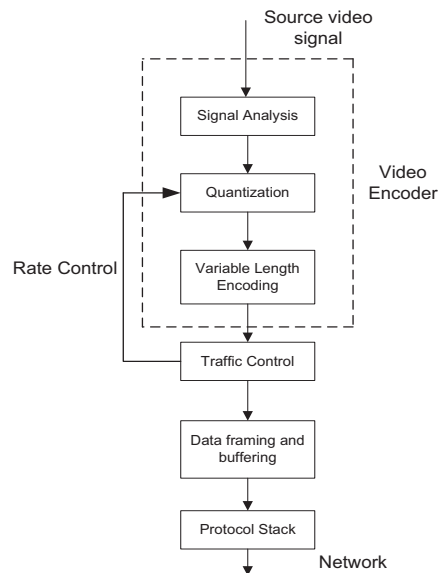 Source video
signal
Signal Analysis
Video
Encoder
Quantization
Rate Control
Variable Length
Encoding
Traffic Control
Data framing and
buffering
Protocol Stack
Network